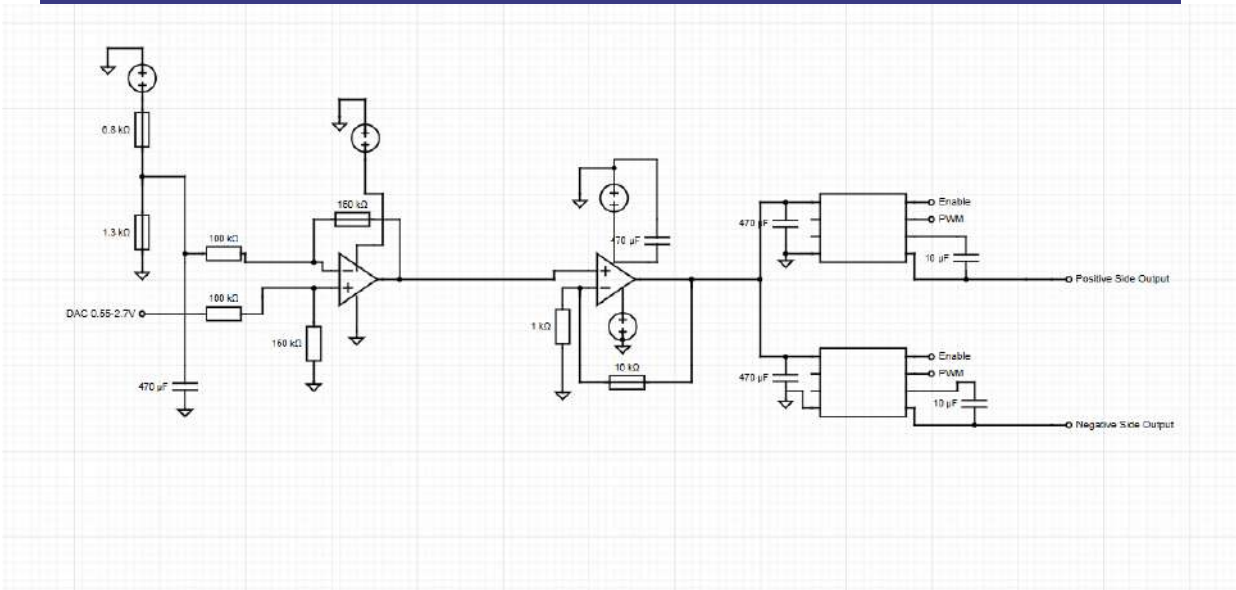 6.8 kΩ
1.3 kΩ
100 kΩ
160 kΩ
100 kΩ
DAC 0.55-2.7V
160 kΩ
470 µF
470 µF
1 kΩ
10 kΩ
470 µF
Enable
PWM
10 µF
Positive Side Output
470 µF
Enable
PWM
10 µF
Negative Side Output